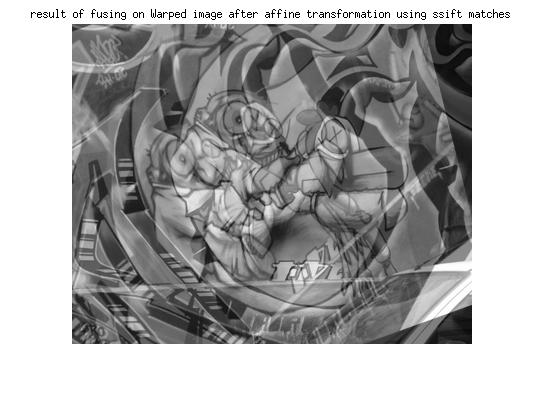 result of fusing on Warped image after affine transformation using ssift matches